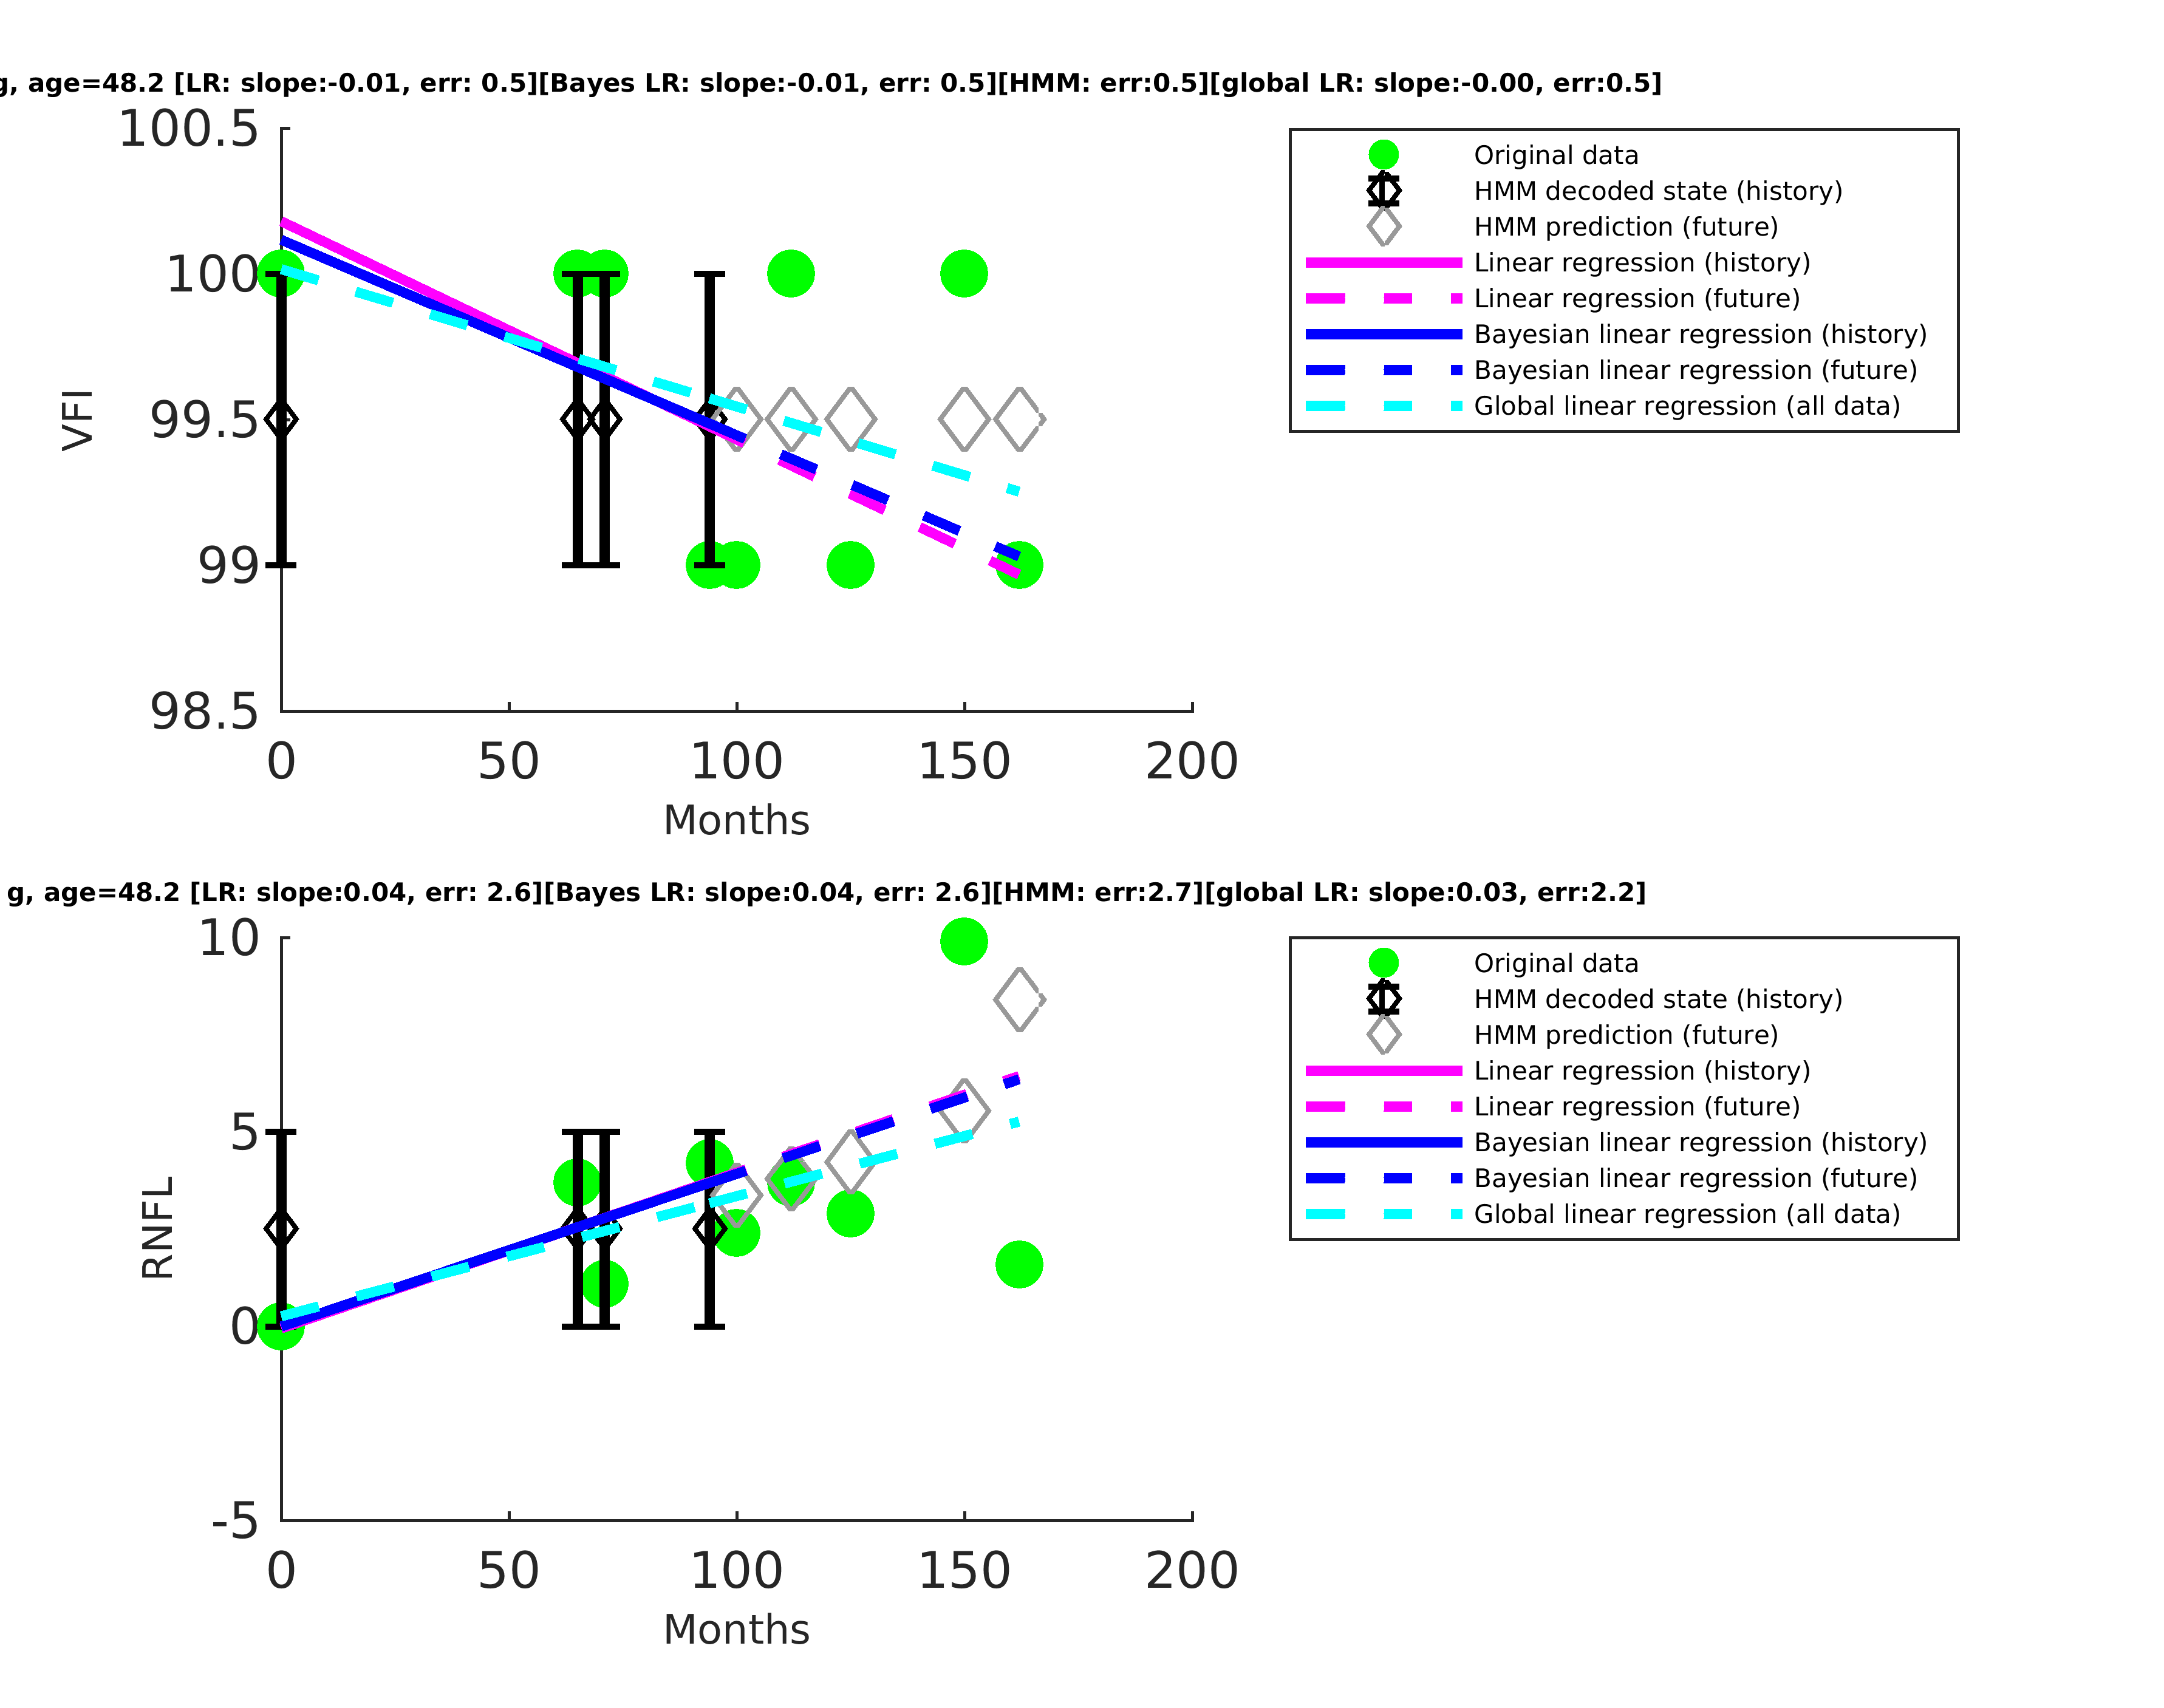 g, age=48.2 [LR: slope:-0.01, err: 0.5][Bayes LR: slope:-0.01, err: 0.5][HMM: err:0.5][global LR: slope:-0.00, err:0.5]
100.5
100
99.5
99
98.5
VFI
0 50 100 150 200
Months
Original data
HMM decoded state (history)
HMM prediction (future)
Linear regression (history)
Linear regression (future)
Bayesian linear regression (history)
Bayesian linear regression (future)
Global linear regression (all data)
g, age=48.2 [LR: slope:0.04, err: 2.6][Bayes LR: slope:0.04, err: 2.6][HMM: err:2.7][global LR: slope:0.03, err:2.2]
10
5
0
-5
RNFL
0 50 100 150 200
Months
Original data
HMM decoded state (history)
HMM prediction (future)
Linear regression (history)
Linear regression (future)
Bayesian linear regression (history)
Bayesian linear regression (future)
Global linear regression (all data)